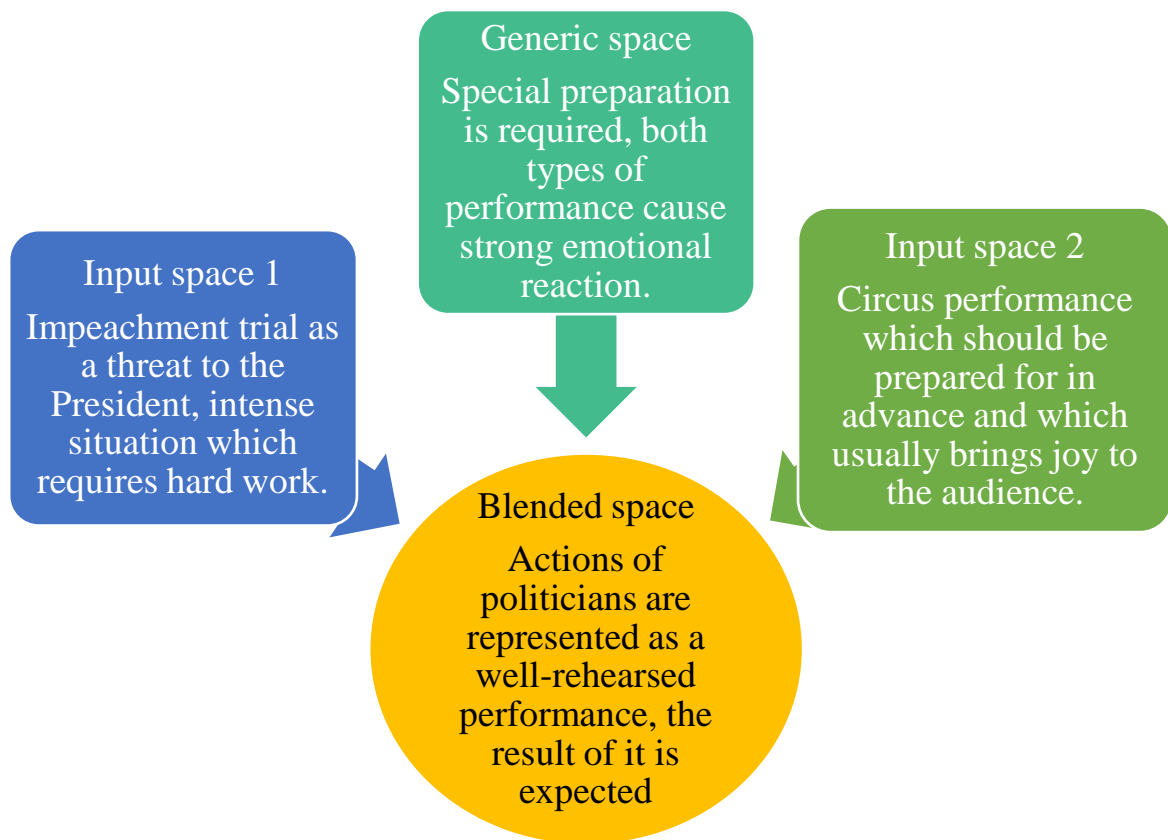 Generic space
Special preparation
is required, both
types of
performance cause
strong emotional
reaction.
Input space 1
Impeachment trial as
a threat to the
President, intense
situation which
requires hard work.
Input space 2
Circus performance
which should be
prepared for in
advance and which
usually brings joy to
the audience.
Blended space
Actions of
politicians are
represented as a
well-rehearsed
performance, the
result of it is
expected